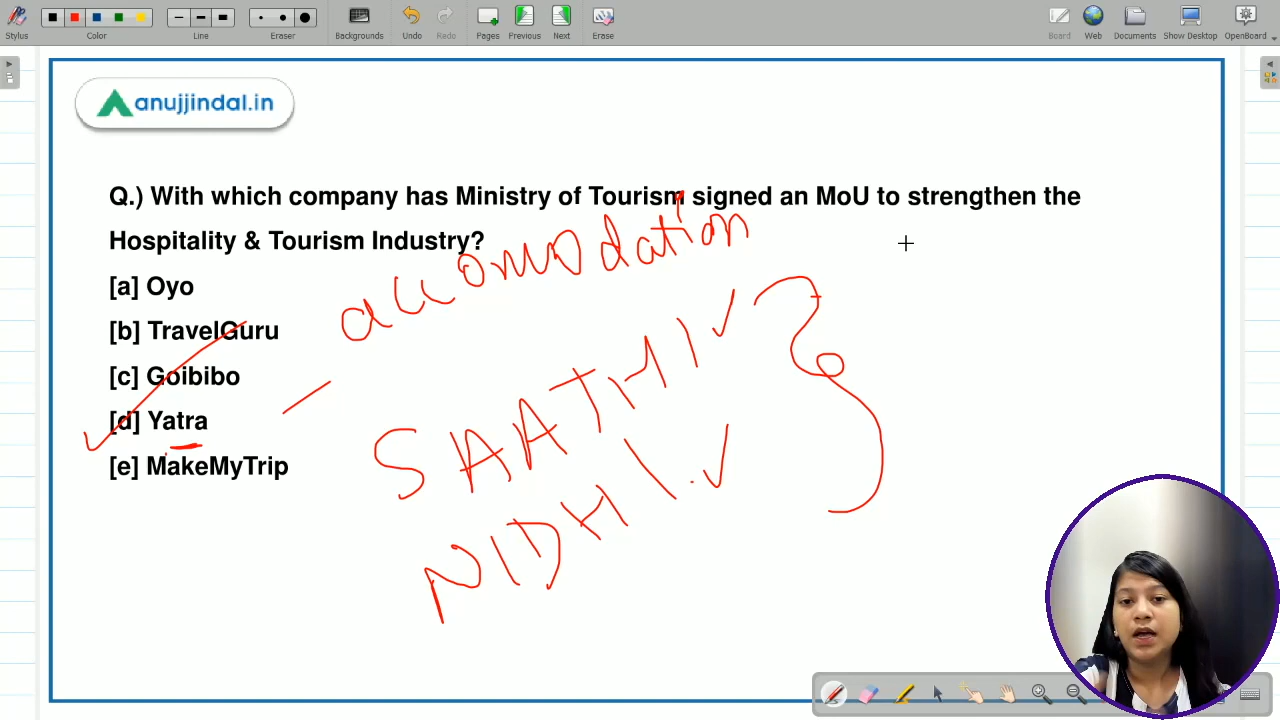 Stylus
Color
Line
Eraser
Backgrounds
Undo
Redo
Pages
Previous
Next
Erase
Board
Web
Documents
Show Desktop
OpenBoard
anujjindal.in
Q.) With which company has Ministry of Tourism signed an MoU to strengthen the
Hospitality & Tourism Industry?
accomodation
[a] Oyo
[b] TravelGuru
[c] Goibibo
[d] Yatra
[e] MakeMyTrip
SAATHI
NIDHI